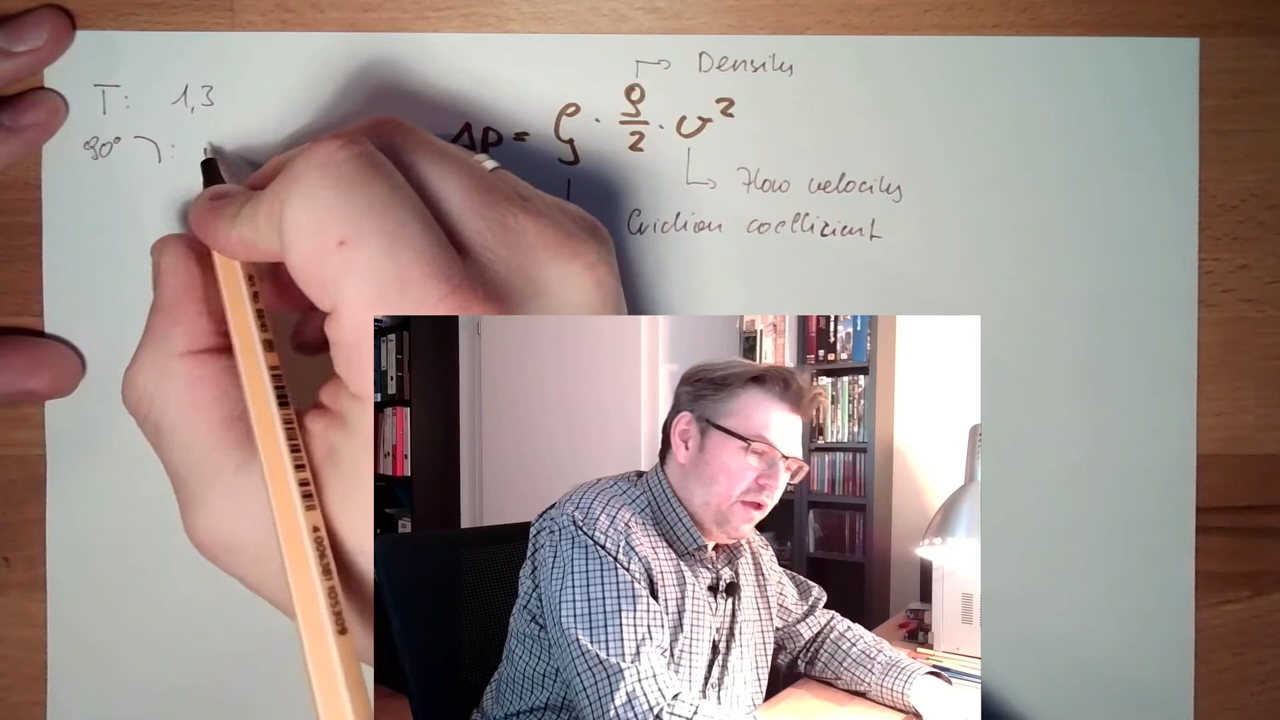 T: 1,3
90° ⌝:
Δp = ζ · ρ/2 · v²
Density
Flow velocity
friction coefficient